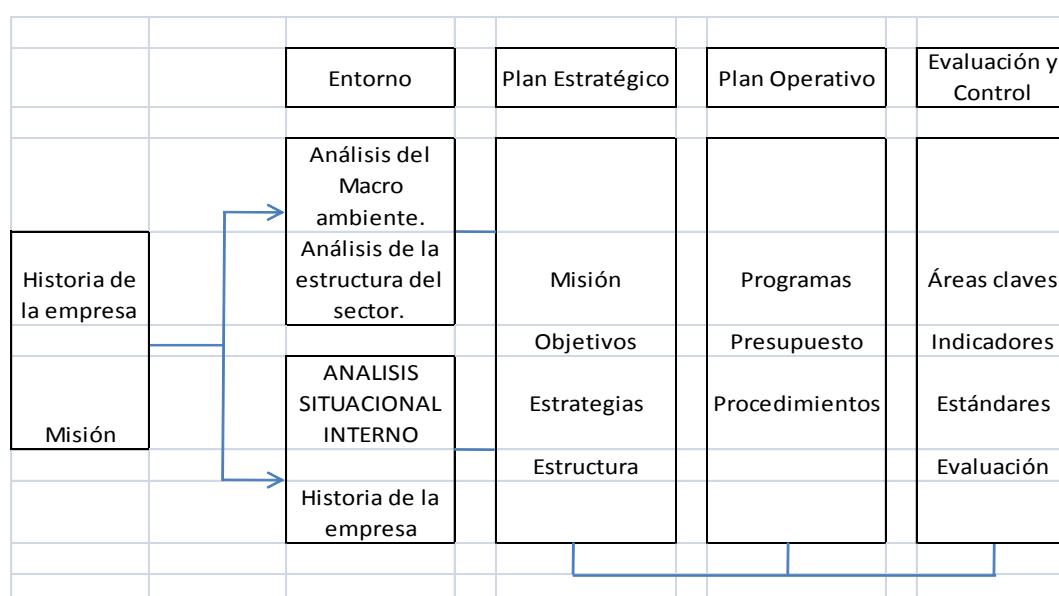 Entorno
Plan Estratégico
Plan Operativo
Evaluación y
Control
Historia de
la empresa
Misión
Análisis del
Macro
ambiente.
Análisis de la
estructura del
sector.
ANALISIS
SITUACIONAL
INTERNO
Historia de la
empresa
Misión
Objetivos
Estrategias
Estructura
Programas
Presupuesto
Procedimientos
Áreas claves
Indicadores
Estándares
Evaluación